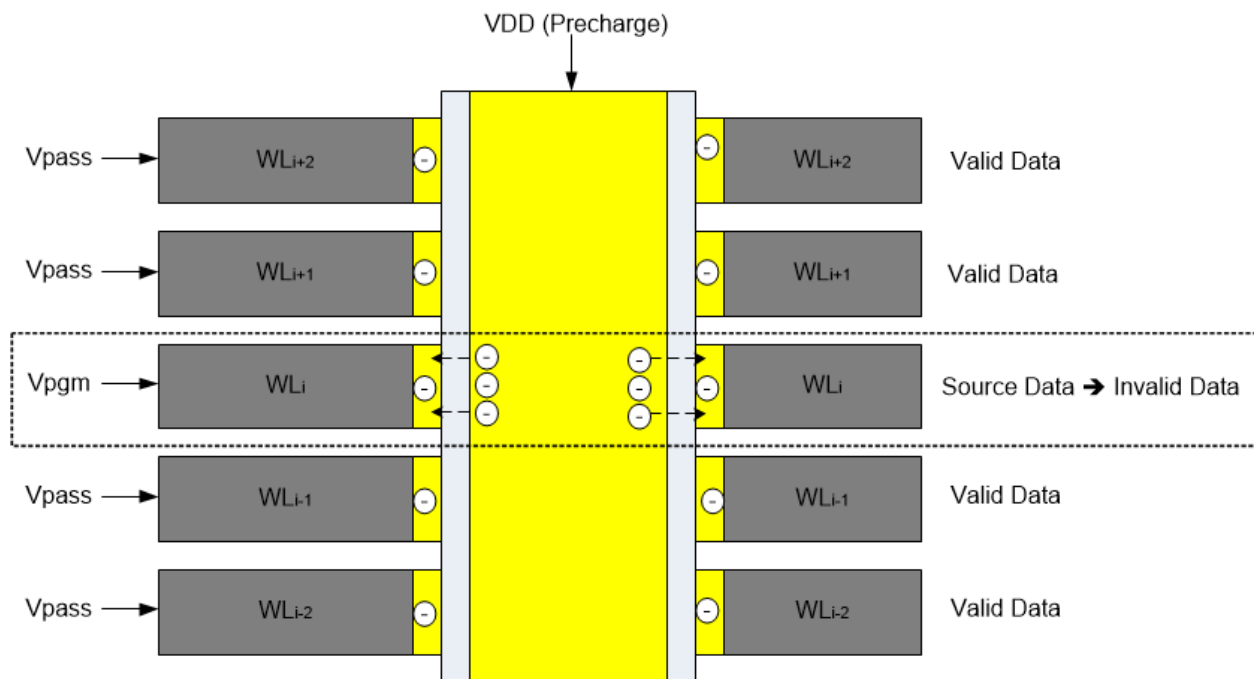 VDD (Precharge)
Vpass WLi+2 - - WLi+2 Valid Data
Vpass WLi+1 - - WLi+1 Valid Data
- -
Vpgm WLi - - - - WLi Source Data ➔ Invalid Data
- -
Vpass WLi-1 - - WLi-1 Valid Data
Vpass WLi-2 - - WLi-2 Valid Data